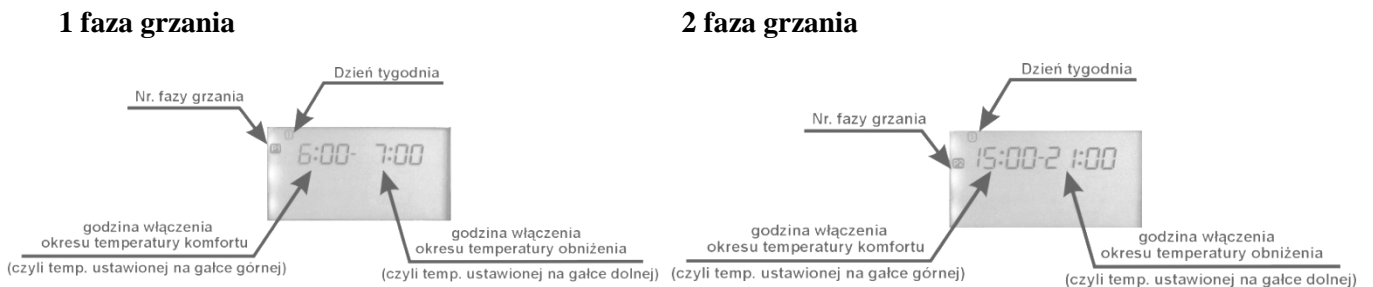 1 faza grzania
Dzień tygodnia
Nr. fazy grzania
6:00- 7:00
godzina włączenia
okresu temperatury komfortu
(czyli temp. ustawionej na gałce górnej)
godzina włączenia
okresu temperatury obniżenia
(czyli temp. ustawionej na gałce dolnej)
2 faza grzania
Dzień tygodnia
Nr. fazy grzania
15:00-21:00
godzina włączenia
okresu temperatury komfortu
(czyli temp. ustawionej na gałce górnej)
godzina włączenia
okresu temperatury obniżenia
(czyli temp. ustawionej na gałce dolnej)